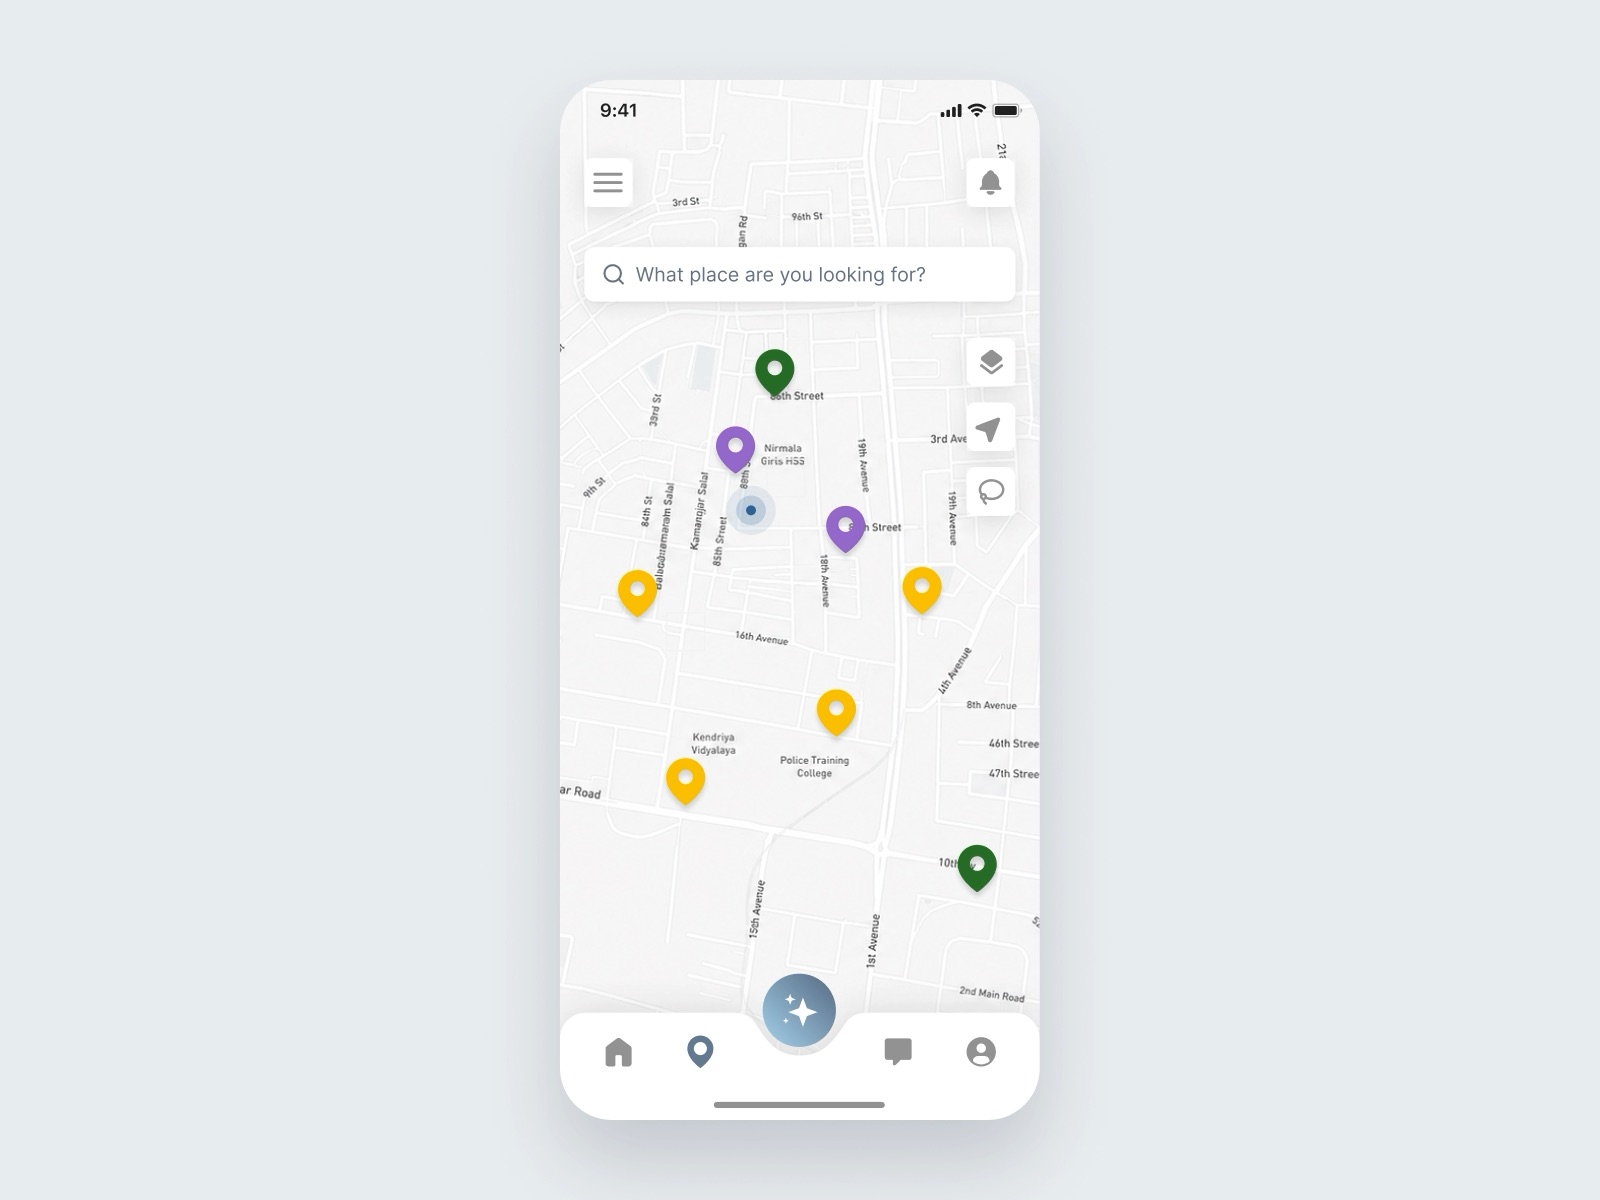 9:41
3rd St
96th St
What place are you looking for?
Street
33rd St
3rd Ave
Nirmala
Girls HSS
19th Avenue
9th St
84th St
Kamarajar Salai
85th Street
19th Avenue
Street
18th Avenue
16th Avenue
4th Avenue
8th Avenue
Kendriya
Vidyalaya
46th Stree
Police Training
College
47th Stree
ar Road
10th
15th Avenue
1st Avenue
2nd Main Road